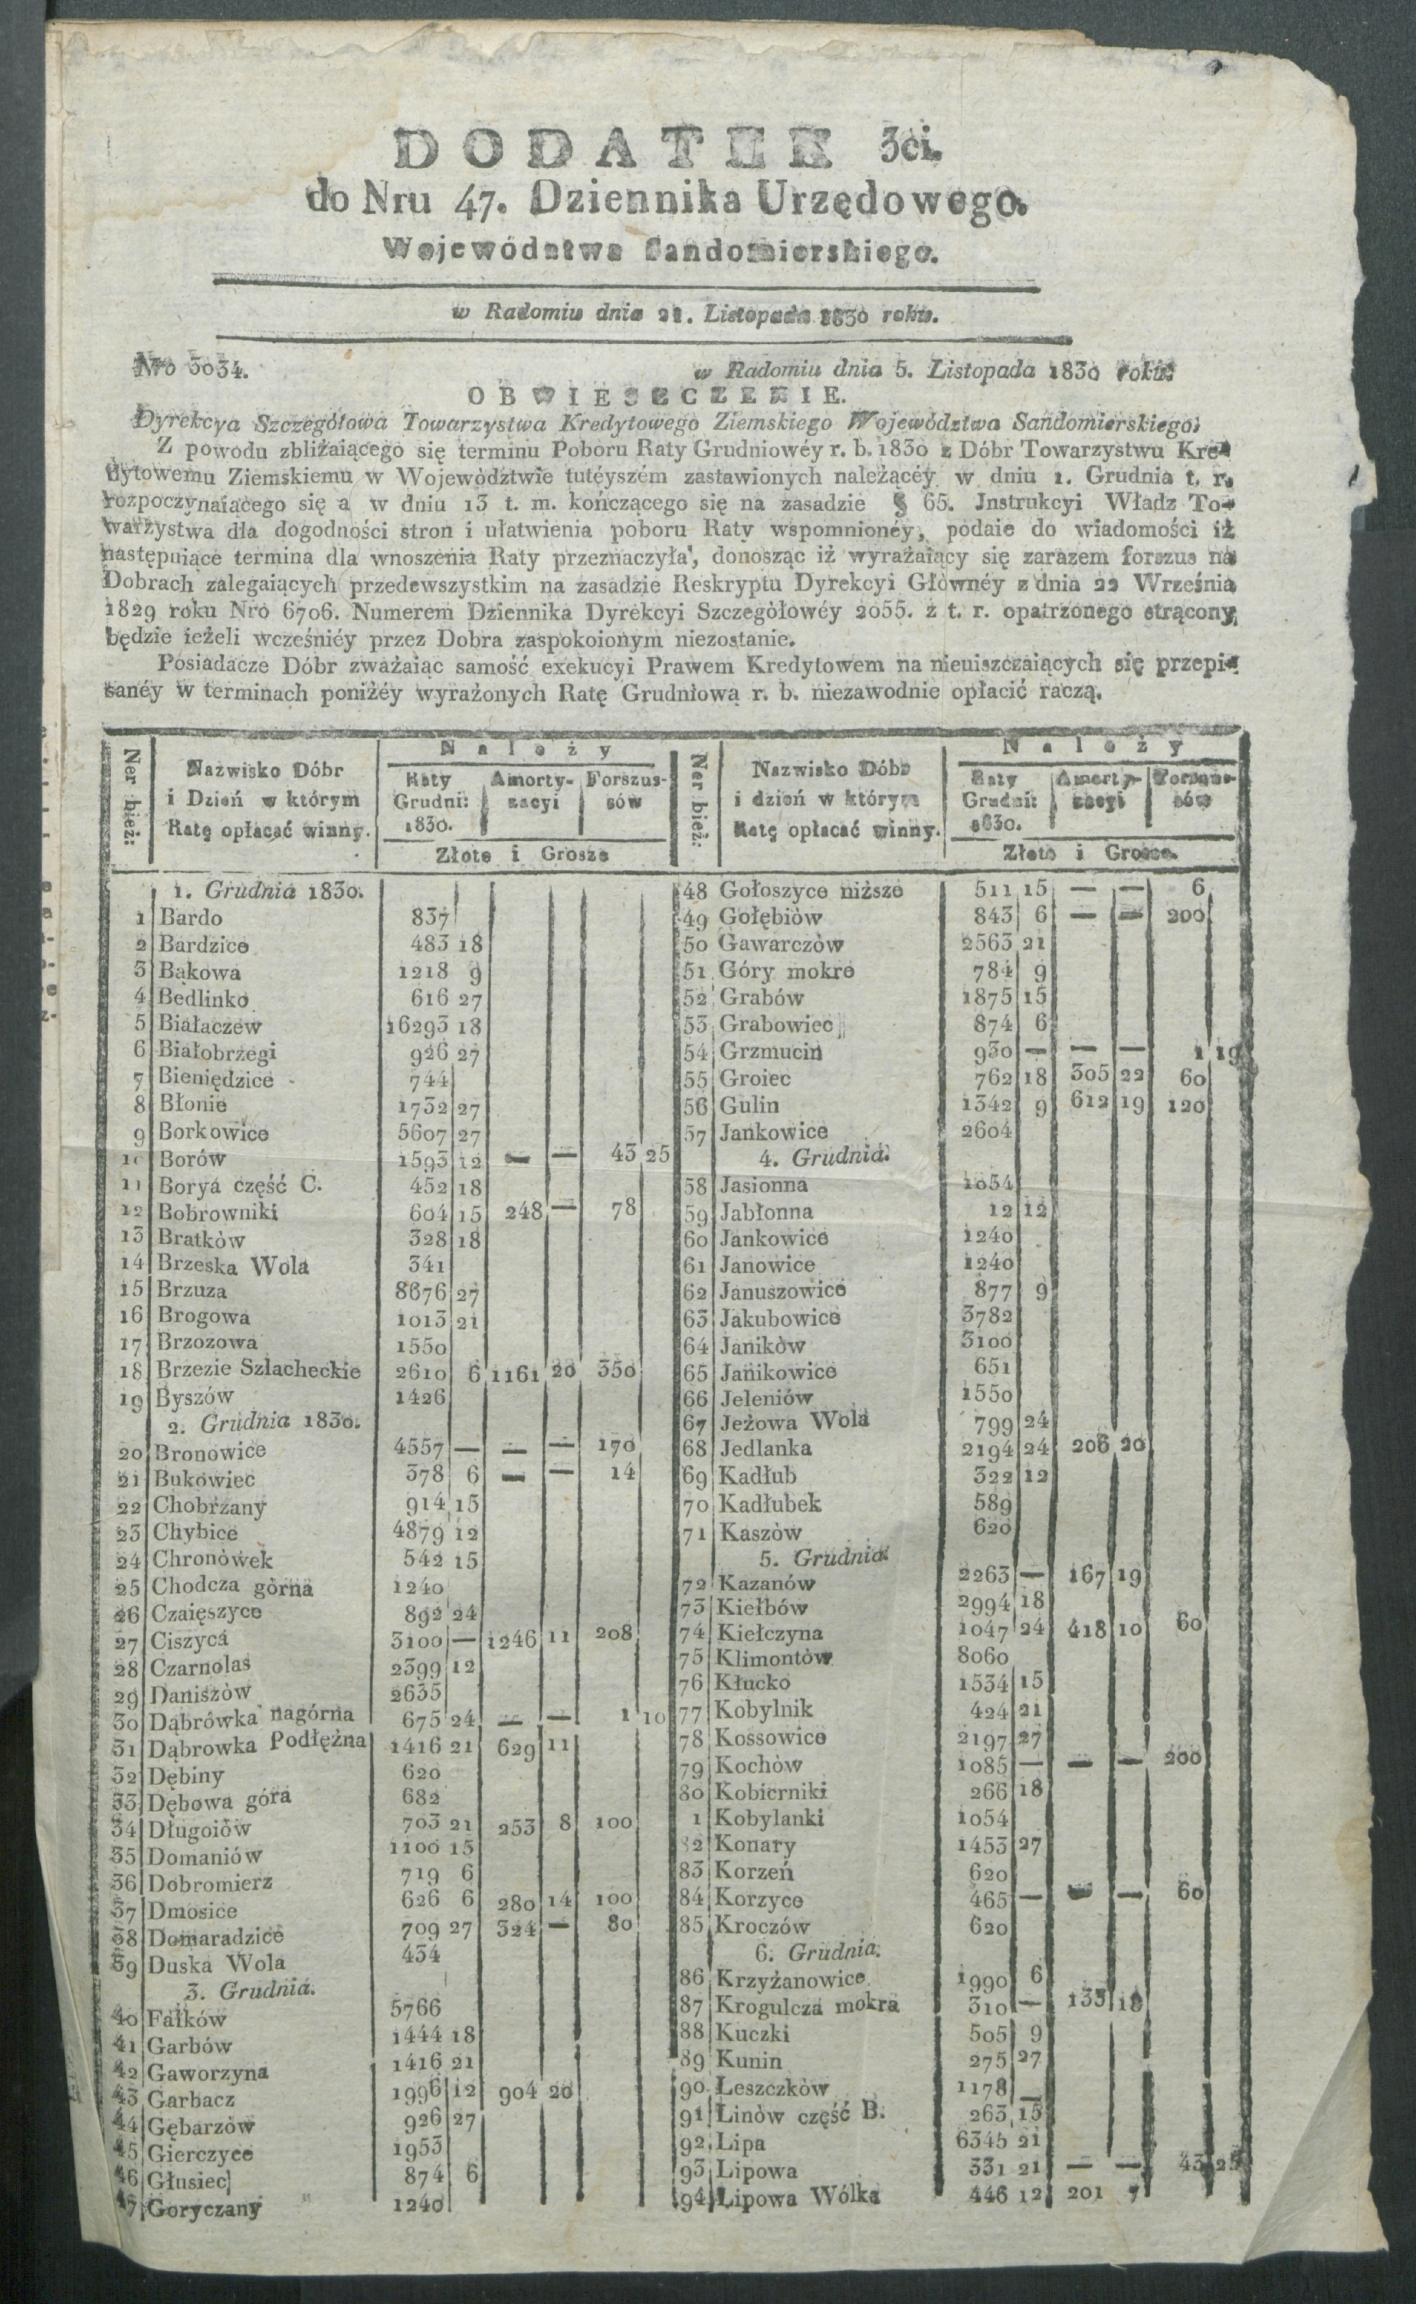 DODATEK 3ci.
do Nru 47. Dziennika Urzędowego.
Województwa Sandomierskiego.
w Radomiu dnia 21. Listopada 1830 roku.
Nro 3034. w Radomiu dnia 5. Listopada 1830 roku.
OBWIESZCZENIE.
Dyrekcya Szczegółowa Towarzystwa Kredytowego Ziemskiego Województwa Sandomierskiego.
Z powodu zbliżaiącego się terminu Poboru Raty Grudniowéy r. b. 1830 z Dóbr Towarzystwu Kre-
dytowemu Ziemskiemu w Województwie tutéyszém zastawionych należącéy w dniu 1. Grudnia t. r.
rozpoczynaiącego się a w dniu 13 t. m. kończącego się na zasadzie § 65. Jnstrukcyi Władz To-
warzystwa dla dogodności stron i ułatwienia poboru Raty wspomnionéy, podaie do wiadomości iż
następuiące termina dla wnoszenia Raty przeznaczyła, donosząc iż wyrażaiący się zarazem forszus na
Dobrach zalegaiących przedewszystkim na zasadzie Reskryptu Dyrekcyi Głównéy z dnia 22 Września
1829 roku Nro 6706. Numerem Dziennika Dyrekcyi Szczegółowéy 2055. z t. r. opatrzonego strącony
będzie ieżeli wcześniéy przez Dobra zaspokoionym niezostanie.
Posiadacze Dóbr zważaiąc samość exekucyi Prawem Kredytowem na nieuiszczaiących się przepi-
sanéy w terminach poniżéy wyrażonych Ratę Grudniową r. b. niezawodnie opłacić raczą.
Ner bież: Nazwisko Dóbr i Dzień w którym Ratę opłacać winny. Należy Raty Grudni: 1830. Amorty-zacyi Forszus-sów Złote i Grosze
1. Grudnia 1830.
1 Bardo 837
2 Bardzice 483 18
3 Bąkowa 1218 9
4 Bedlinko 616 27
5 Białaczew 16293 18
6 Białobrzegi 926 27
7 Bieniędzice 744
8 Błonie 1732 27
9 Borkowice 5607 27
10 Borów 1593 12 — — 43 25
11 Borya część C. 452 18
12 Bobrowniki 604 15 248 — 78
13 Bratków 328 18
14 Brzeska Wola 341
15 Brzuza 8676 27
16 Brogowa 1013 21
17 Brzozowa 1550
18 Brzezie Szlacheckie 2610 6 1161 20 350
19 Byszów 1426
2. Grudnia 1830.
20 Bronowice 4557 — — — 170
21 Bukowiec 378 6 — — 14
22 Chobrzany 914 15
23 Chybice 4879 12
24 Chronówek 542 15
25 Chodcza górna 1240
26 Czaięszyce 892 24
27 Ciszyca 3100 — 1246 11 208
28 Czarnolas 2399 12
29 Daniszów 2635
30 Dąbrówka nagórna 675 24 — — 1 10
31 Dąbrowka Podłężna 1416 21 629 11
32 Dębiny 620
33 Dębowa góra 682
34 Długoiów 703 21 253 8 100
35 Domaniów 1100 15
36 Dobromierz 719 6
37 Dmosice 626 6 280 14 100
38 Domaradzice 709 27 324 — 80
39 Duska Wola 434
3. Grudnia.
40 Fałków 5766
41 Garbów 1444 18
42 Gaworzyna 1416 21
43 Garbacz 1996 12 904 20
44 Gębarzów 926 27
45 Gierczyce 1953
46 Głusiec 874 6
47 Goryczany 1240
Ner bież: Nazwisko Dóbr i dzień w którym Ratę opłacać winny. Należy Raty Grudni: 1830. Amorty-zacyi Forszus-sów Złote i Grosze.
48 Gołoszyce niższe 511 15 — — 6
49 Gołębiów 843 6 — — 200
50 Gawarczów 2563 21
51 Góry mokre 784 9
52 Grabów 1875 15
53 Grabowiec 874 6
54 Grzmucin 930 — — — 1 19
55 Groiec 762 18 305 22 60
56 Gulin 1342 9 612 19 120
57 Jankowice 2604
4. Grudnia.
58 Jasionna 1054
59 Jabłonna 12 12
60 Jankowice 1240
61 Janowice 1240
62 Januszowice 877 9
63 Jakubowice 3782
64 Janików 3100
65 Janikowice 651
66 Jeleniów 1550
67 Jeżowa Wola 799 24
68 Jedlanka 2194 24 206 20
69 Kadłub 322 12
70 Kadłubek 589
71 Kaszów 620
5. Grudnia.
72 Kazanów 2263 — 167 19
73 Kiełbów 2994 18
74 Kiełczyna 1047 24 418 10 60
75 Klimontów 8060
76 Kłucko 1534 15
77 Kobylnik 424 21
78 Kossowice 2197 27
79 Kochów 1085 — — — 200
80 Kobierniki 266 18
1 Kobylanki 1054
82 Konary 1453 27
83 Korzeń 620
84 Korzyce 465 — — — 60
85 Kroczów 620
6. Grudnia.
86 Krzyżanowice 1990 6
87 Krogulcza mokra 310 — 133 18
88 Kuczki 505 9
89 Kunin 275 27
90 Łeszczków 1178 —
91 Linów część B. 263 15
92 Lipa 6345 21
93 Lipowa 331 21 — — 43 25
94 Lipowa Wólka 446 12 201 7